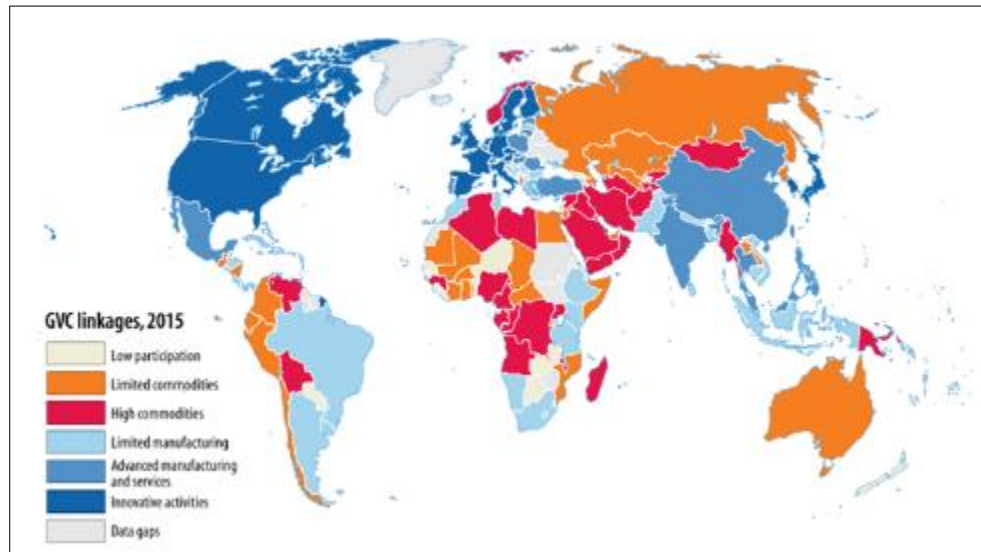 GVC linkages, 2015
Low participation
Limited commodities
High commodities
Limited manufacturing
Advanced manufacturing
and services
Innovative activities
Data gaps